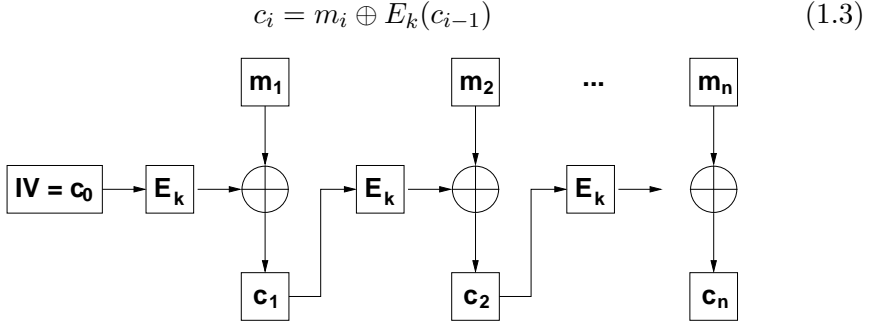 c_i = m_i ⊕ E_k(c_{i−1}) (1.3)
m_1 m_2 ... m_n
IV = c_0 E_k E_k E_k
c_1 c_2 c_n